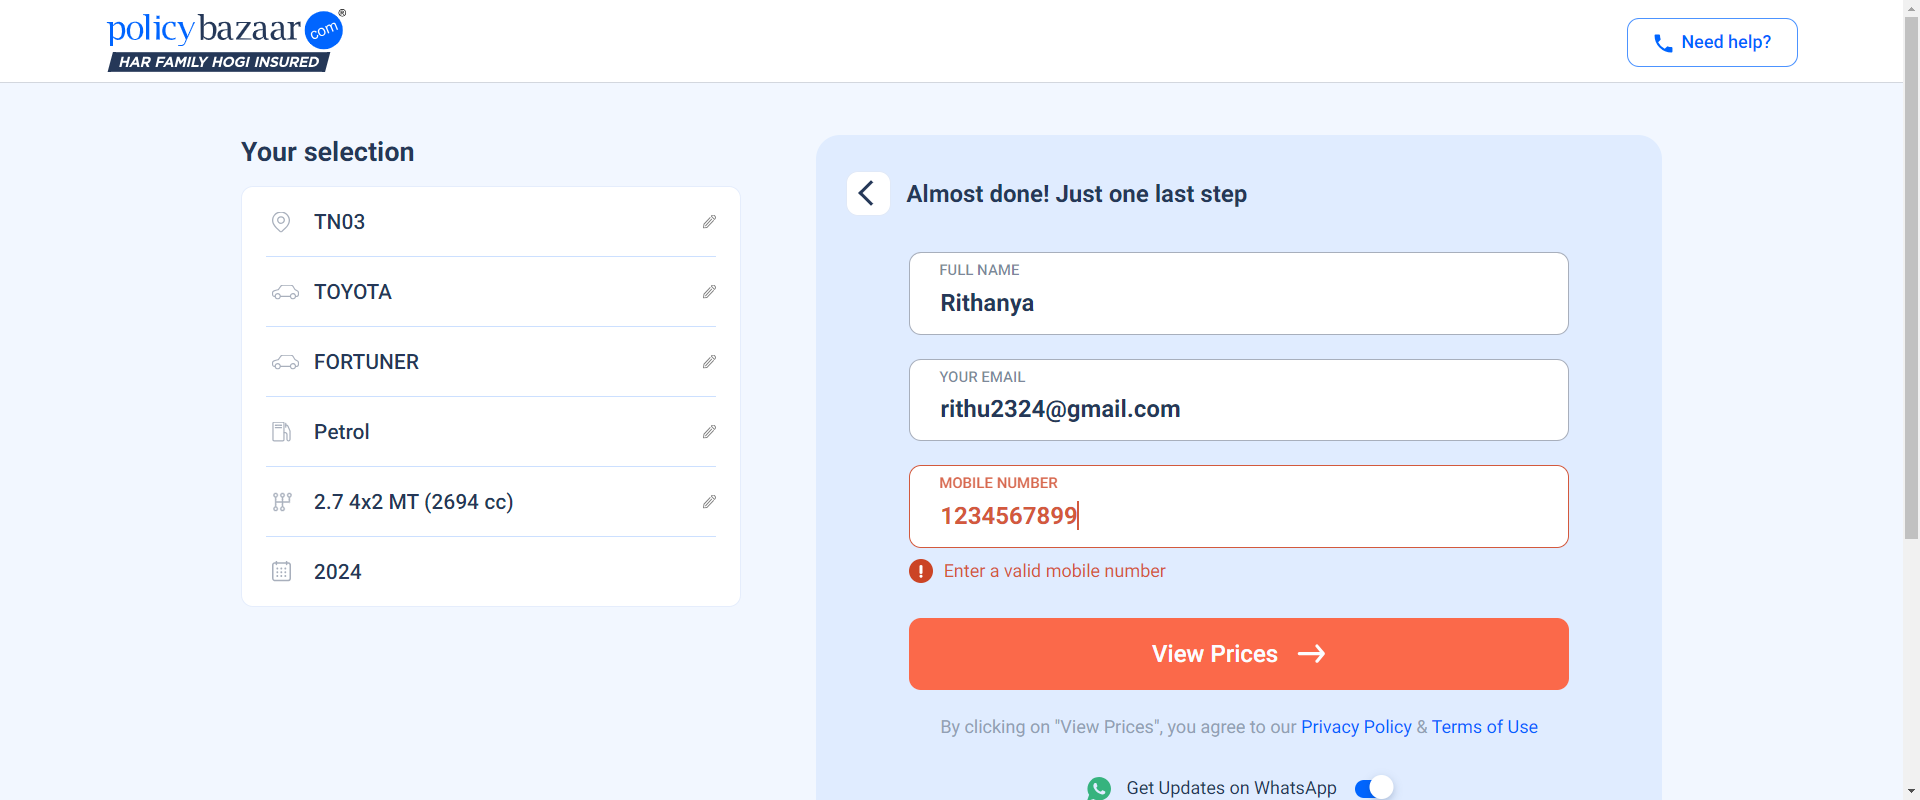 policybazaar.com®
HAR FAMILY HOGI INSURED
Need help?
Your selection
TN03
TOYOTA
FORTUNER
Petrol
2.7 4x2 MT (2694 cc)
2024
Almost done! Just one last step
FULL NAME
Rithanya
YOUR EMAIL
rithu2324@gmail.com
MOBILE NUMBER
1234567899
Enter a valid mobile number
View Prices
By clicking on "View Prices", you agree to our Privacy Policy & Terms of Use
Get Updates on WhatsApp